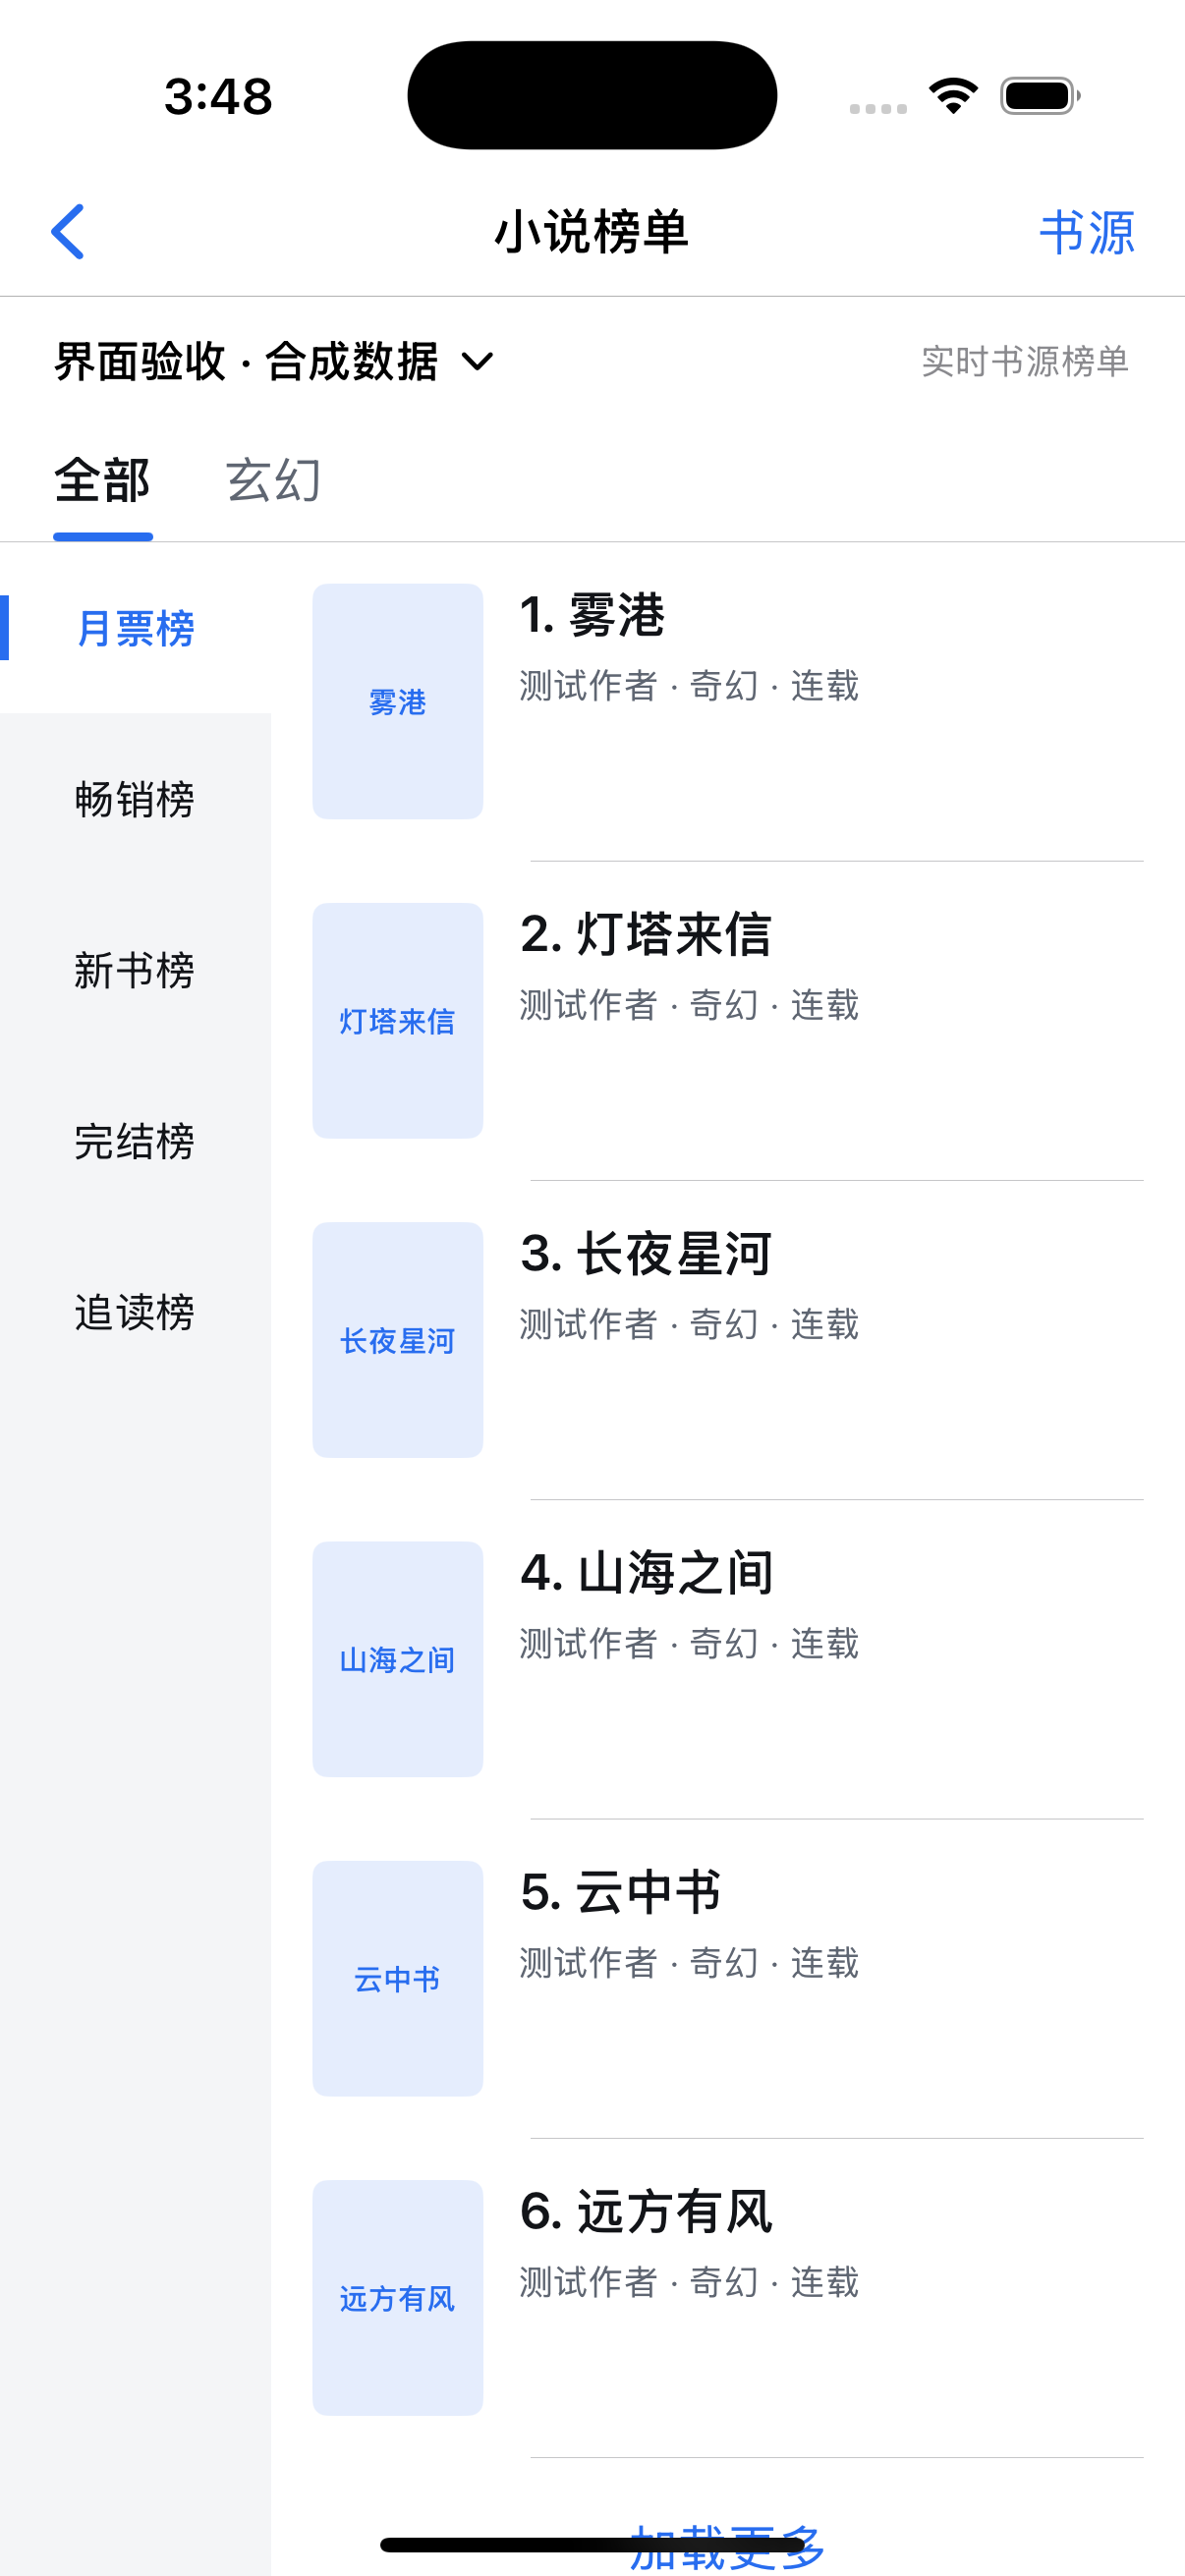 3:48
小说榜单
书源
界面验收 · 合成数据
实时书源榜单
全部 玄幻
月票榜
畅销榜
新书榜
完结榜
追读榜
雾港
1. 雾港
测试作者 · 奇幻 · 连载
灯塔来信
2. 灯塔来信
测试作者 · 奇幻 · 连载
长夜星河
3. 长夜星河
测试作者 · 奇幻 · 连载
山海之间
4. 山海之间
测试作者 · 奇幻 · 连载
云中书
5. 云中书
测试作者 · 奇幻 · 连载
远方有风
6. 远方有风
测试作者 · 奇幻 · 连载
加载更多